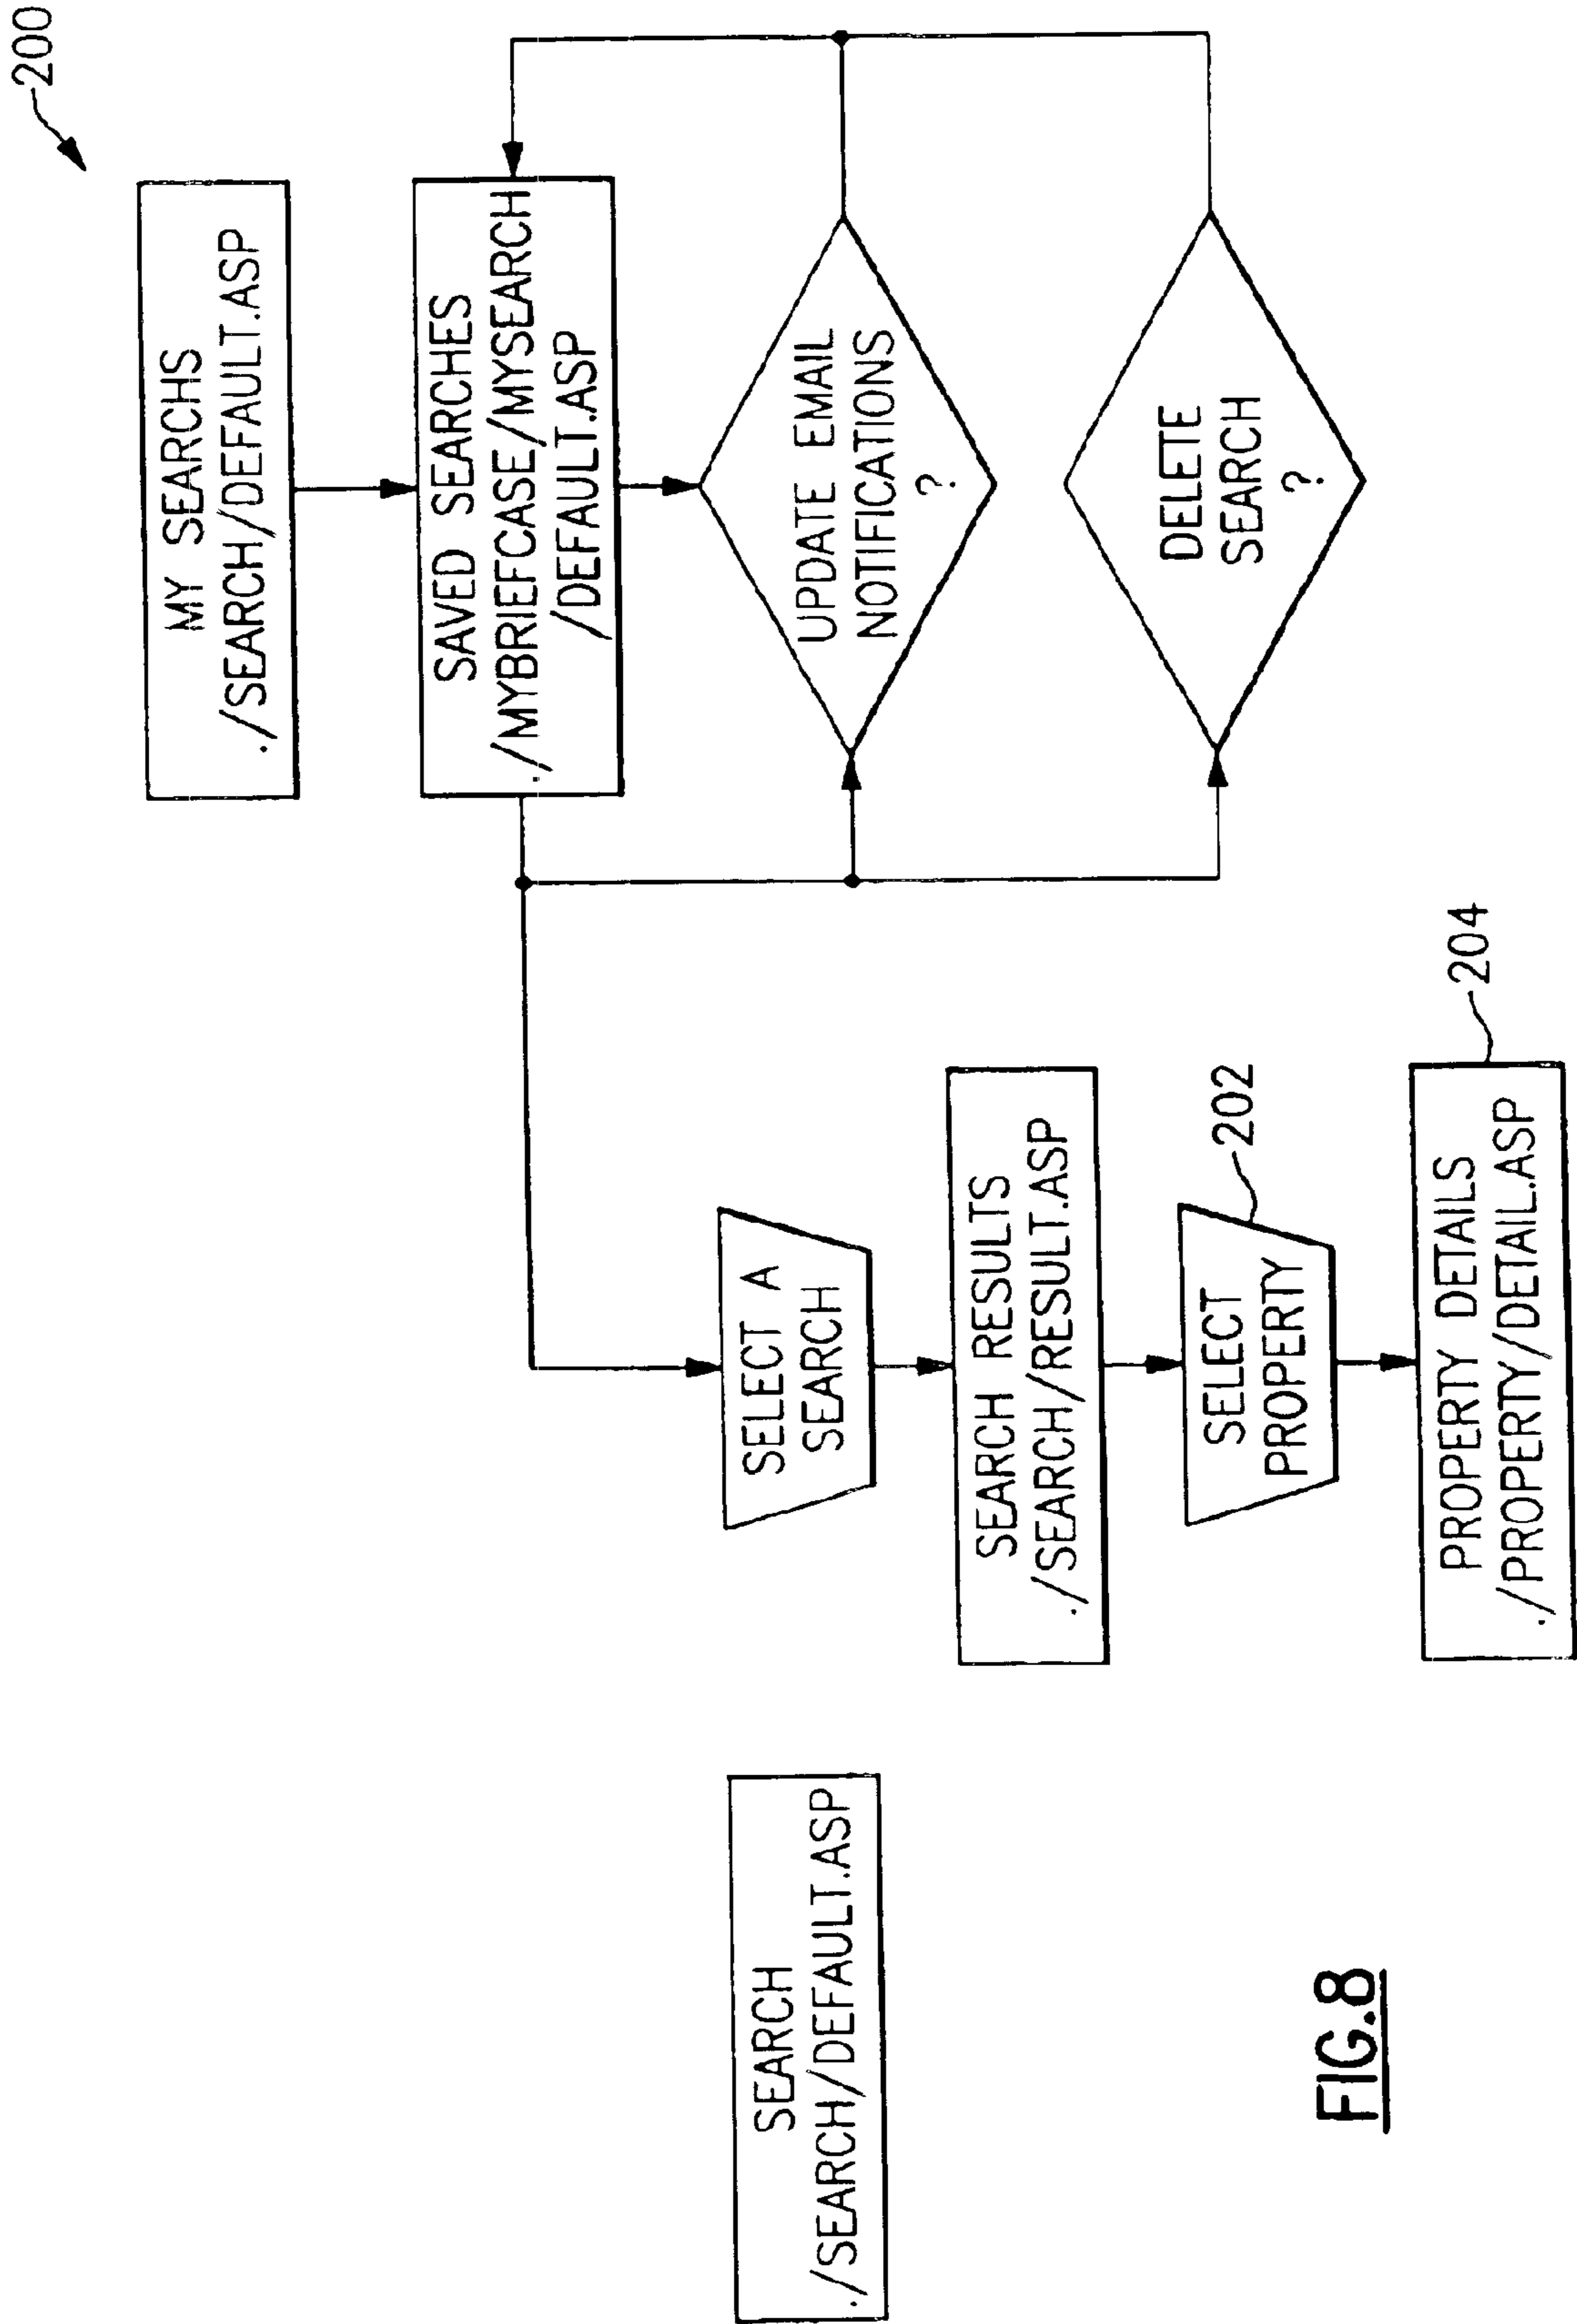 200
MY SEARCHS
./SEARCH/DEFAULT.ASP
SAVED SEARCHES
./MYBRIEFCASE/MYSEARCH
/DEFAULT.ASP
UPDATE EMAIL
NOTIFICATIONS
?
DELETE
SEARCH
?
SELECT A
SEARCH
SEARCH RESULTS
./SEARCH/RESULT.ASP
SELECT
PROPERTY
202
PROPERTY DETAILS
./PROPERTY/DETAIL.ASP
204
SEARCH
./SEARCH/DEFAULT.ASP
FIG.8